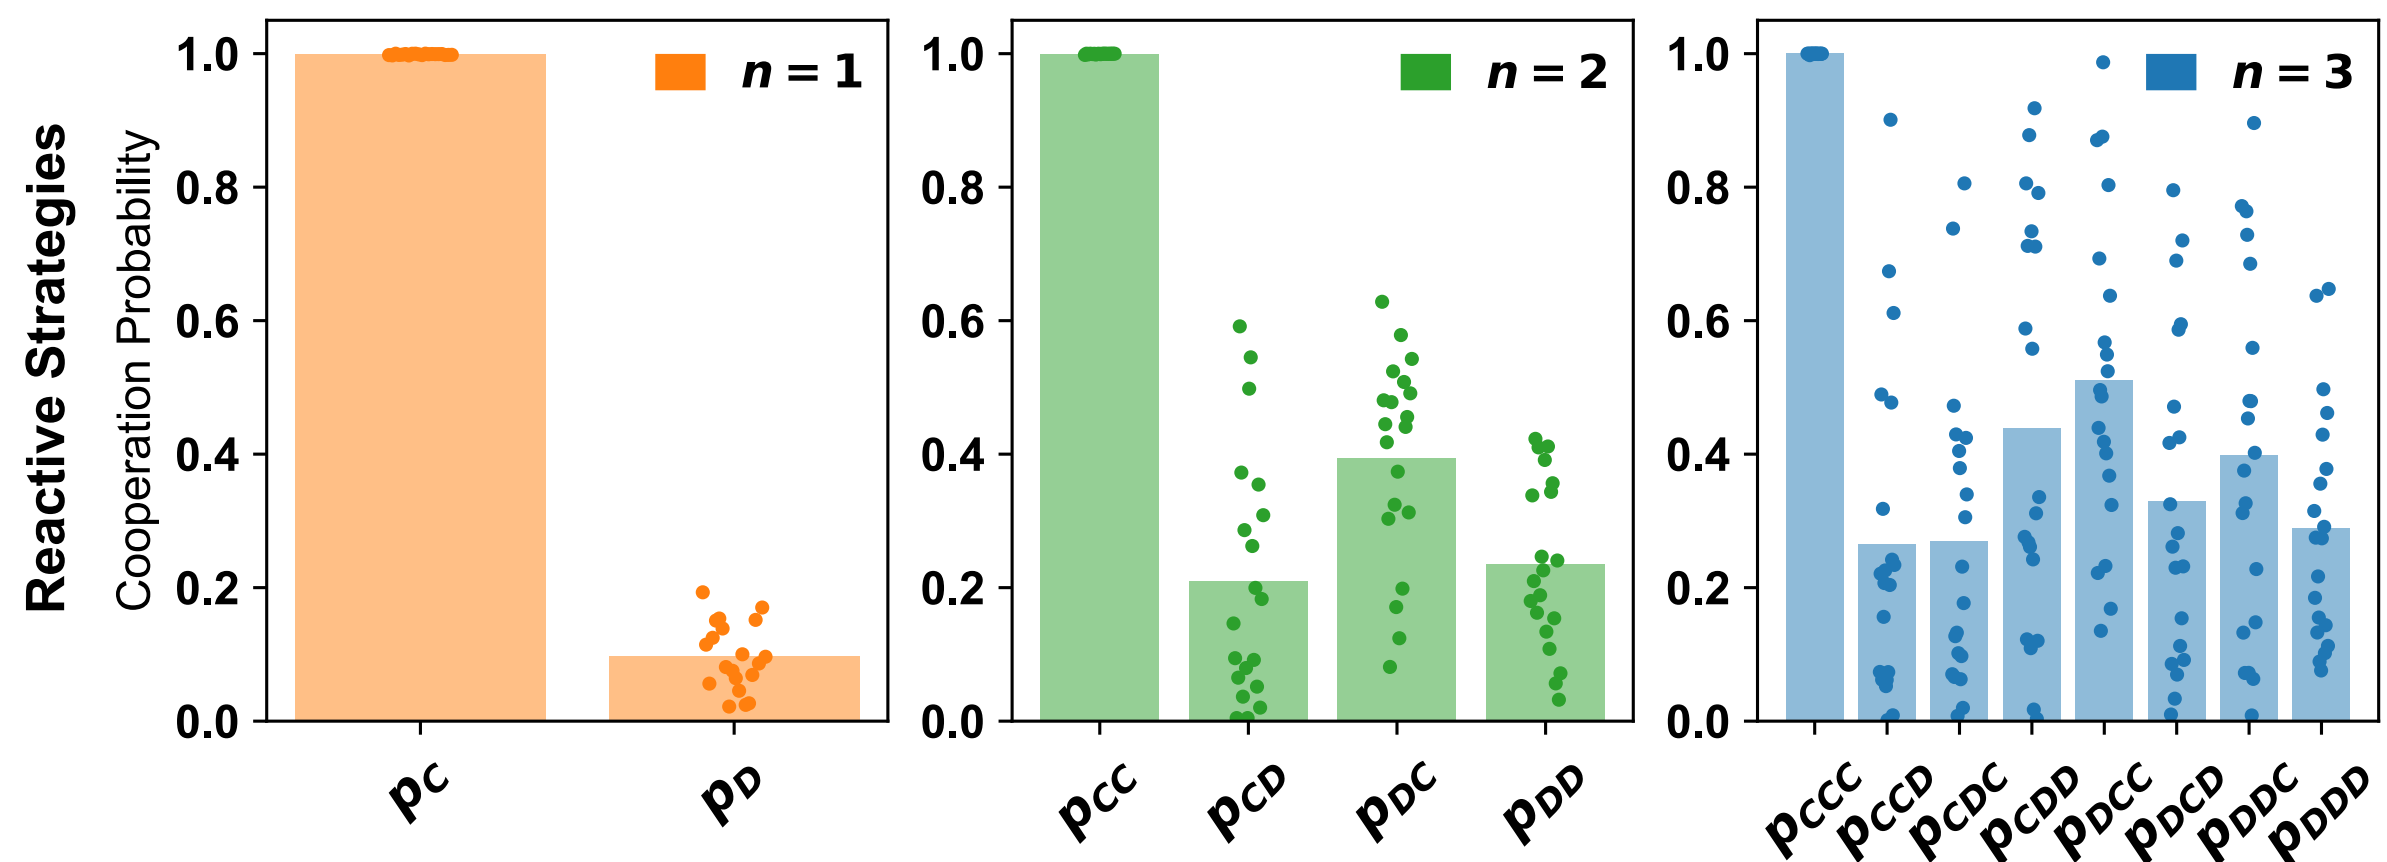 Reactive Strategies
Cooperation Probability
1.0
0.8
0.6
0.4
0.2
0.0
n = 1
p_C
p_D
1.0
0.8
0.6
0.4
0.2
0.0
n = 2
p_CC
p_CD
p_DC
p_DD
1.0
0.8
0.6
0.4
0.2
0.0
n = 3
p_CCC
p_CCD
p_CDC
p_CDD
p_DCC
p_DCD
p_DDC
p_DDD